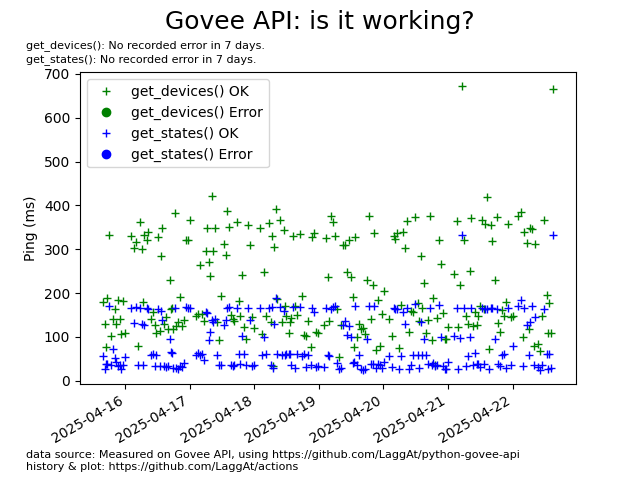 Govee API: is it working?
get_devices(): No recorded error in 7 days.
get_states(): No recorded error in 7 days.
get_devices() OK
get_devices() Error
get_states() OK
get_states() Error
Ping (ms)
700
600
500
400
300
200
100
0
2025-04-16
2025-04-17
2025-04-18
2025-04-19
2025-04-20
2025-04-21
2025-04-22
data source: Measured on Govee API, using https://github.com/LaggAt/python-govee-api
history & plot: https://github.com/LaggAt/actions